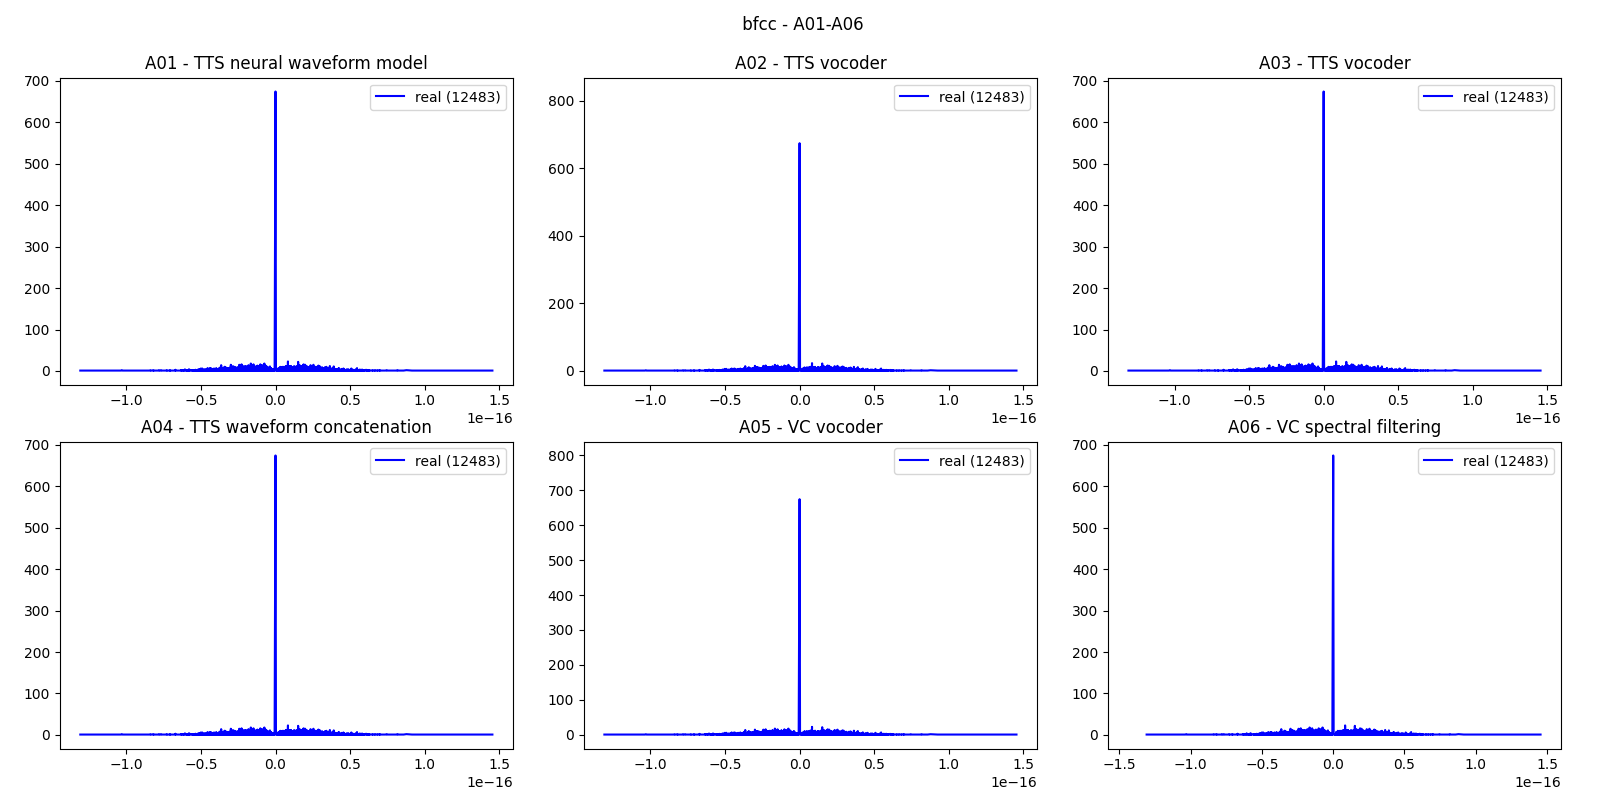 bfcc - A01-A06
A01 - TTS neural waveform model
700
600
500
400
300
200
100
0
real (12483)
−1.0 −0.5 0.0 0.5 1.0 1.5
1e−16
A02 - TTS vocoder
800
600
400
200
0
real (12483)
−1.0 −0.5 0.0 0.5 1.0 1.5
1e−16
A03 - TTS vocoder
700
600
500
400
300
200
100
0
real (12483)
−1.0 −0.5 0.0 0.5 1.0 1.5
1e−16
A04 - TTS waveform concatenation
700
600
500
400
300
200
100
0
real (12483)
−1.0 −0.5 0.0 0.5 1.0 1.5
1e−16
A05 - VC vocoder
800
700
600
500
400
300
200
100
0
real (12483)
−1.0 −0.5 0.0 0.5 1.0 1.5
1e−16
A06 - VC spectral filtering
700
600
500
400
300
200
100
0
real (12483)
−1.5 −1.0 −0.5 0.0 0.5 1.0 1.5
1e−16